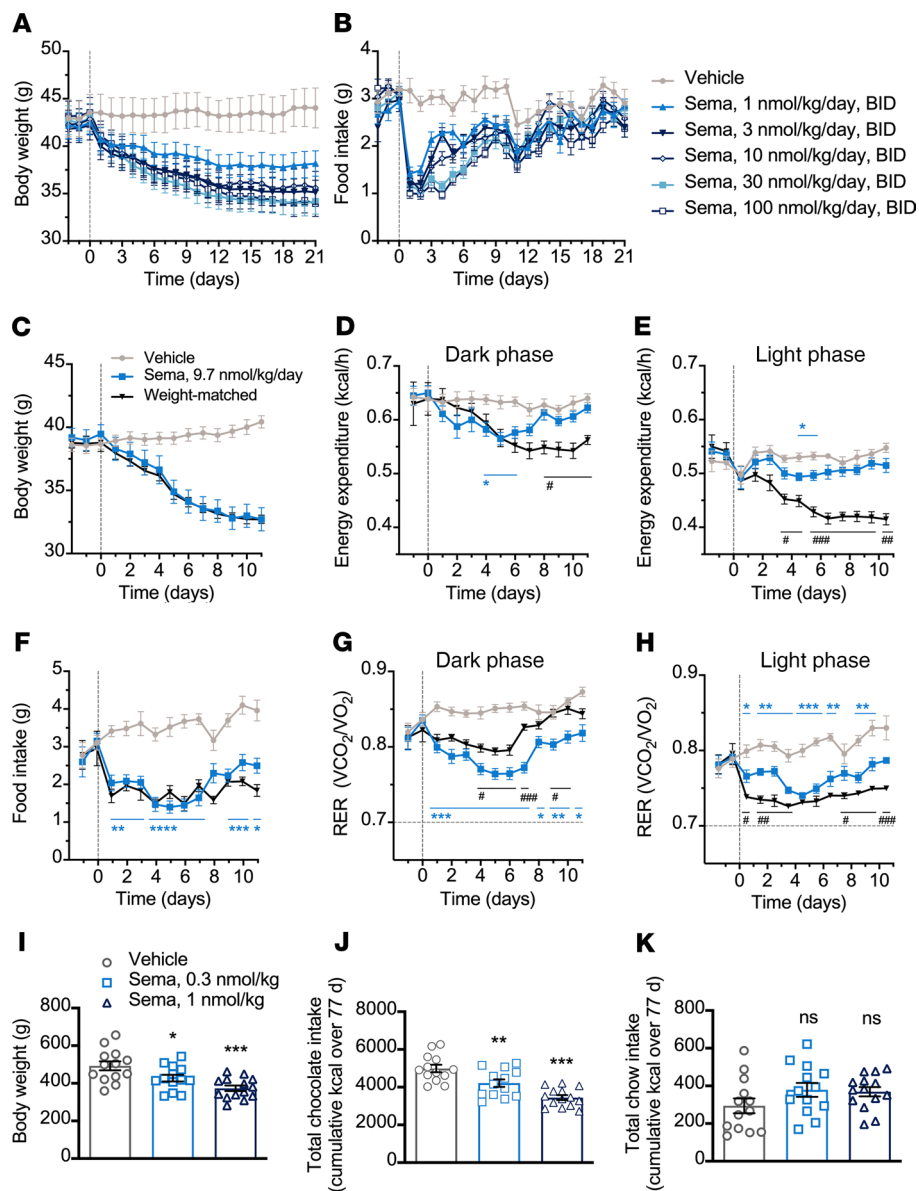 A
B
50
45
40
35
30
Body weight (g)
0 3 6 9 12 15 18 21
Time (days)
4
3
2
1
0
Food intake (g)
0 3 6 9 12 15 18 21
Time (days)
Vehicle
Sema, 1 nmol/kg/day, BID
Sema, 3 nmol/kg/day, BID
Sema, 10 nmol/kg/day, BID
Sema, 30 nmol/kg/day, BID
Sema, 100 nmol/kg/day, BID
C
45
40
35
30
Body weight (g)
Vehicle
Sema, 9.7 nmol/kg/day
Weight-matched
0 2 4 6 8 10
Time (days)
D
Dark phase
0.7
0.6
0.5
0.4
Energy expenditure (kcal/h)
*
#
0 2 4 6 8 10
Time (days)
E
Light phase
0.7
0.6
0.5
0.4
Energy expenditure (kcal/h)
*
# ### ##
0 2 4 6 8 10
Time (days)
F
5
4
3
2
1
0
Food intake (g)
** **** *** *
0 2 4 6 8 10
Time (days)
G
Dark phase
0.9
0.8
0.7
RER (VCO2/VO2)
# ### #
*** * ** *
0 2 4 6 8 10
Time (days)
H
Light phase
0.9
0.8
0.7
RER (VCO2/VO2)
* ** *** ** **
# ## # ###
0 2 4 6 8 10
Time (days)
I
Vehicle
Sema, 0.3 nmol/kg
Sema, 1 nmol/kg
800
600
400
200
0
Body weight (g)
*
***
J
8000
6000
4000
2000
0
Total chocolate intake
(cumulative kcal over 77 d)
**
***
K
800
600
400
200
0
Total chow intake
(cumulative kcal over 77 d)
ns
ns